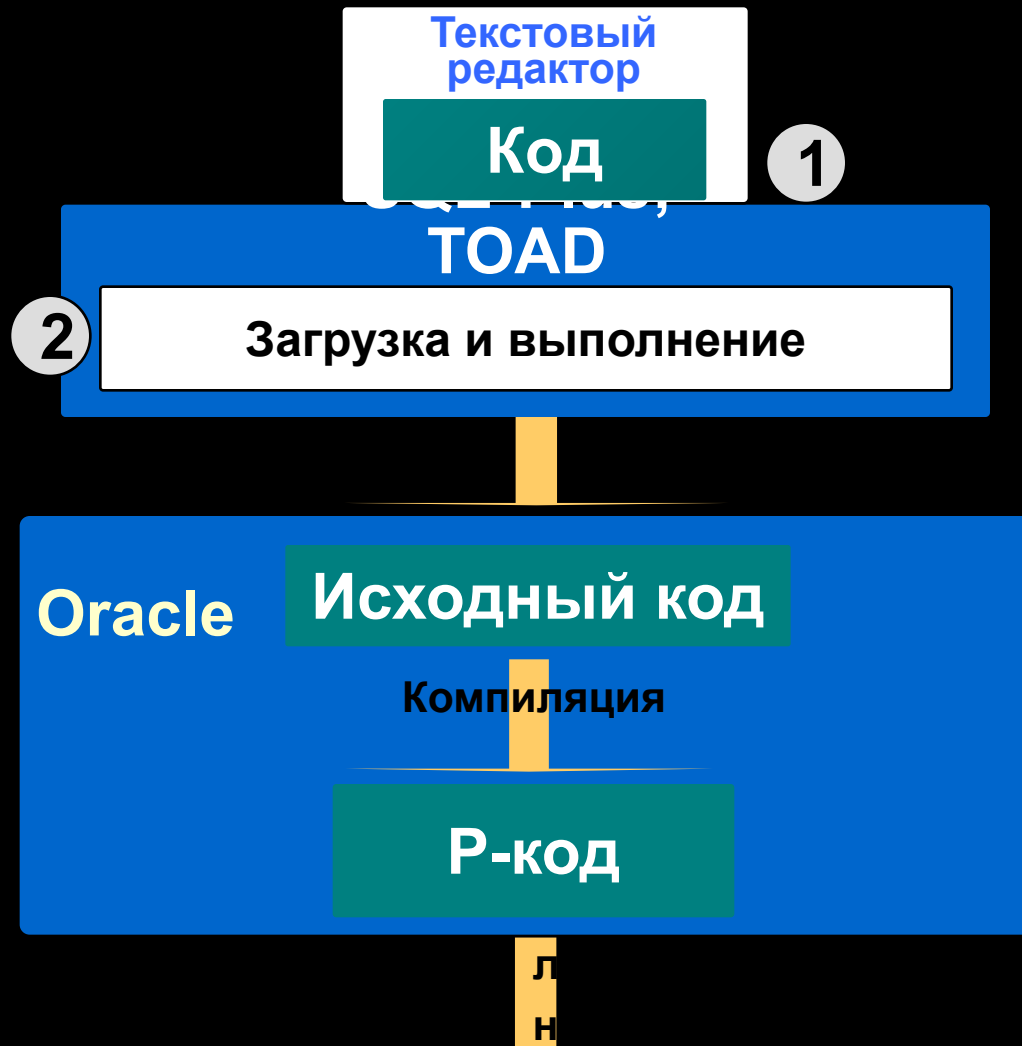 Текстовый
редактор
Код
1
TOAD
2
Загрузка и выполнение
Oracle
Исходный код
Компиляция
P-код
л
н